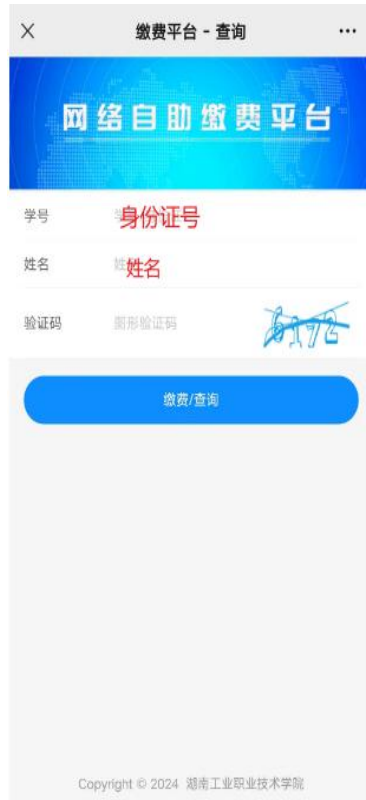 缴费平台 - 查询
网络自助缴费平台
学号 身份证号
姓名 姓名
验证码 图形验证码 6172
缴费/查询
Copyright © 2024 湖南工业职业技术学院